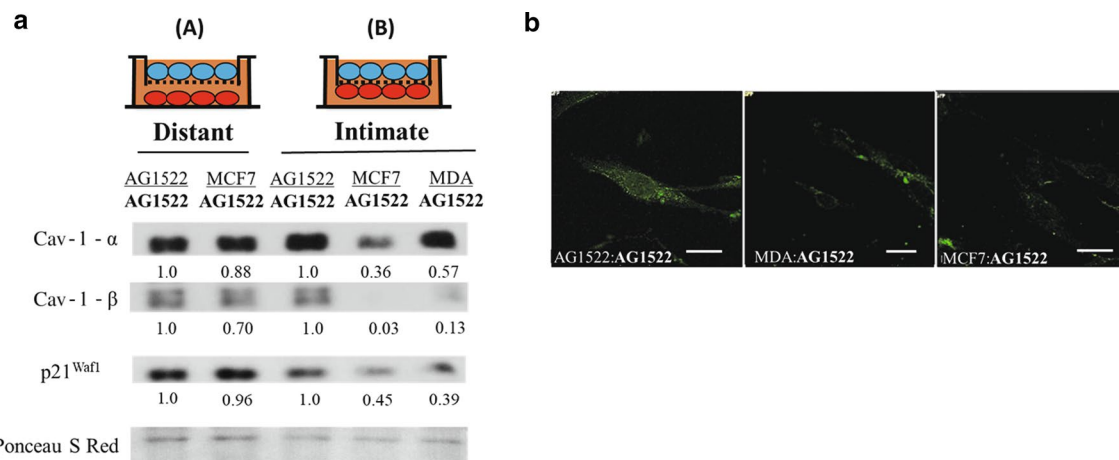 a
(A)
(B)
Distant
Intimate
AG1522 MCF7 AG1522 MCF7 MDA
AG1522 AG1522 AG1522 AG1522 AG1522
Cav-1-α
1.0 0.88 1.0 0.36 0.57
Cav-1-β
1.0 0.70 1.0 0.03 0.13
p21Waf1
1.0 0.96 1.0 0.45 0.39
Ponceau S Red
b
AG1522:AG1522
MDA:AG1522
MCF7:AG1522